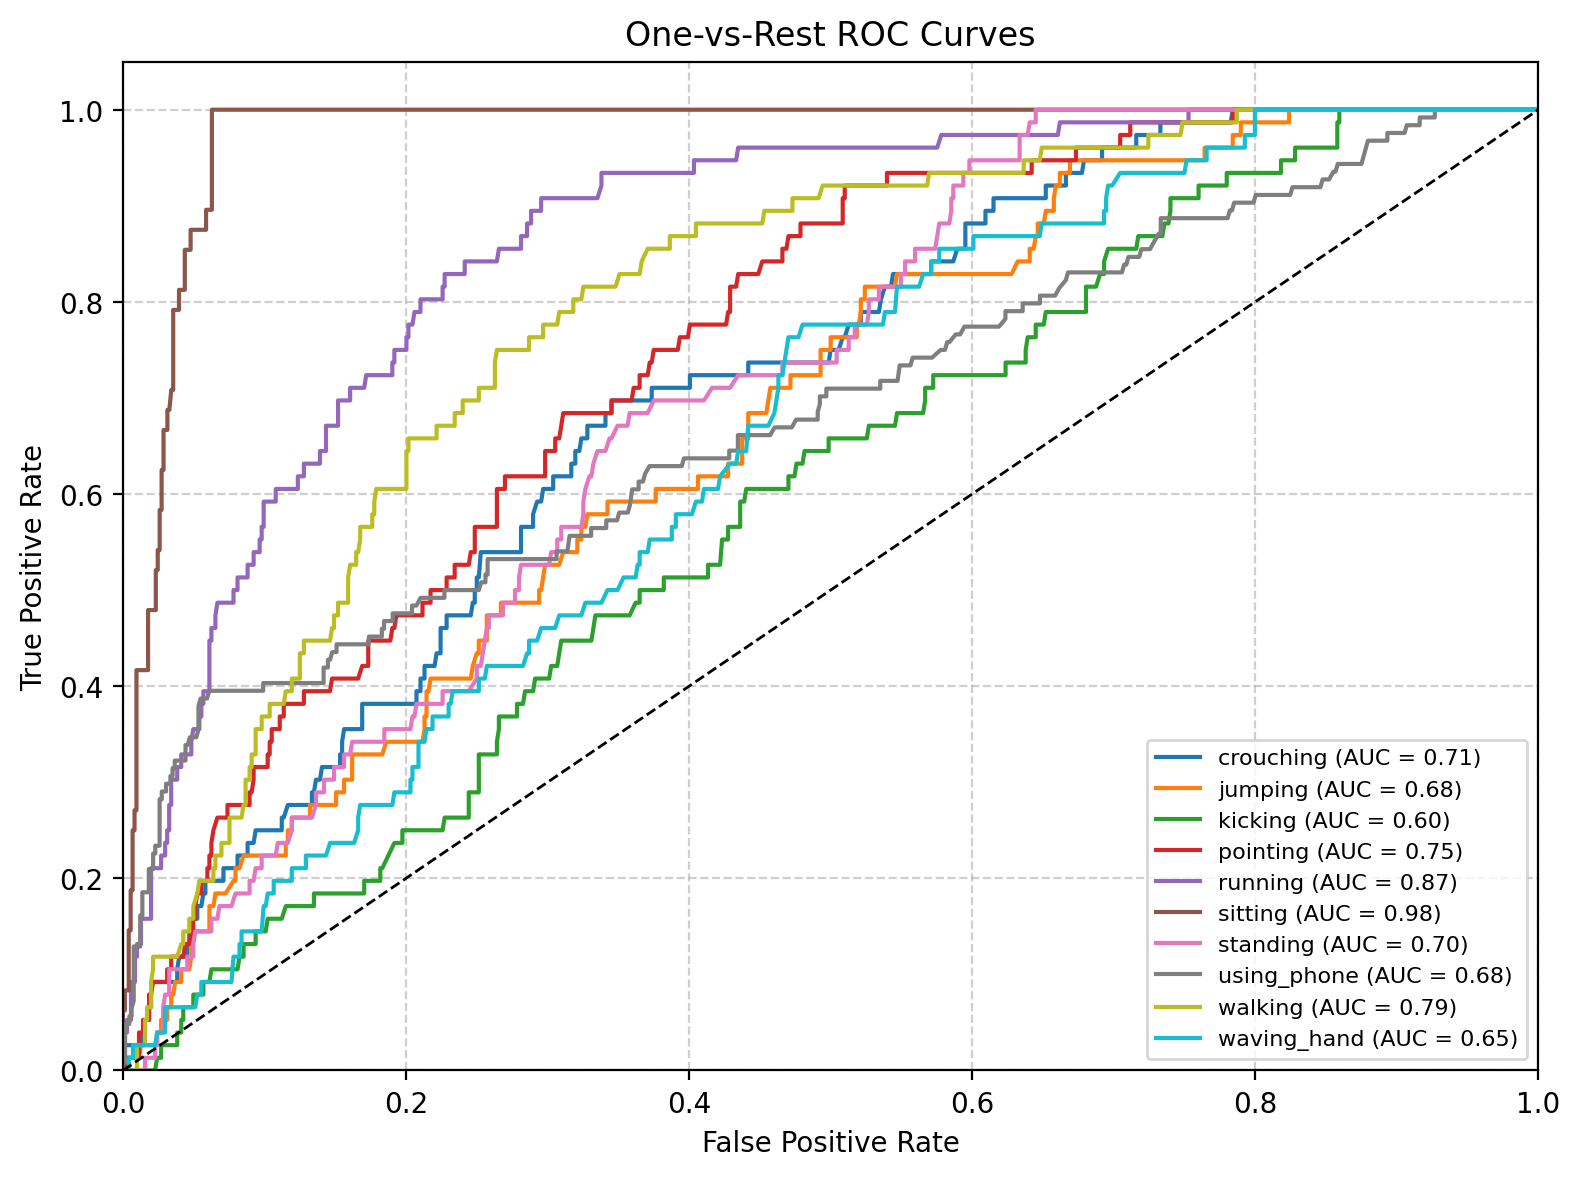 One-vs-Rest ROC Curves
True Positive Rate
1.0
0.8
0.6
0.4
0.2
0.0
crouching (AUC = 0.71)
jumping (AUC = 0.68)
kicking (AUC = 0.60)
pointing (AUC = 0.75)
running (AUC = 0.87)
sitting (AUC = 0.98)
standing (AUC = 0.70)
using_phone (AUC = 0.68)
walking (AUC = 0.79)
waving_hand (AUC = 0.65)
0.0 0.2 0.4 0.6 0.8 1.0
False Positive Rate